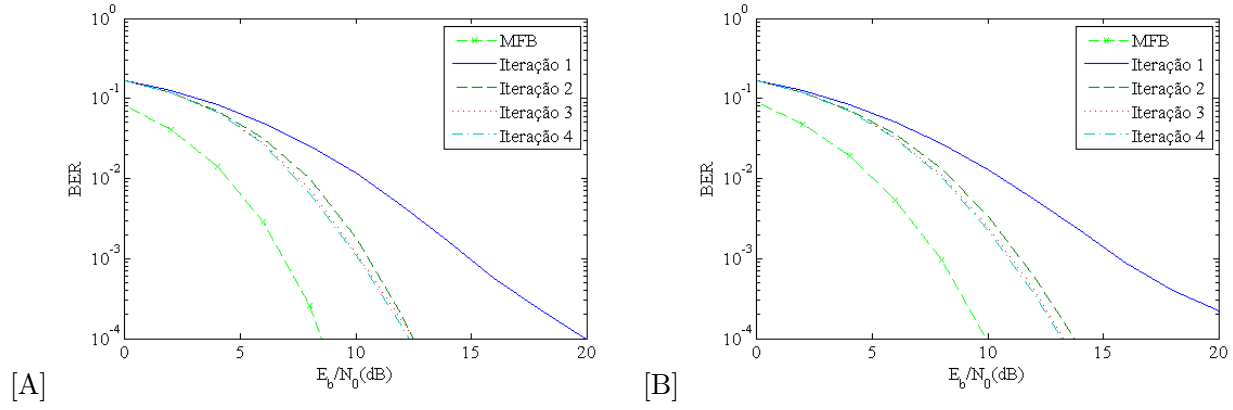 10^0
10^-1
10^-2
10^-3
10^-4
BER
0
5
10
15
20
E_b/N_0(dB)
MFB
Iteração 1
Iteração 2
Iteração 3
Iteração 4
[A]
10^0
10^-1
10^-2
10^-3
10^-4
BER
0
5
10
15
20
E_b/N_0(dB)
MFB
Iteração 1
Iteração 2
Iteração 3
Iteração 4
[B]